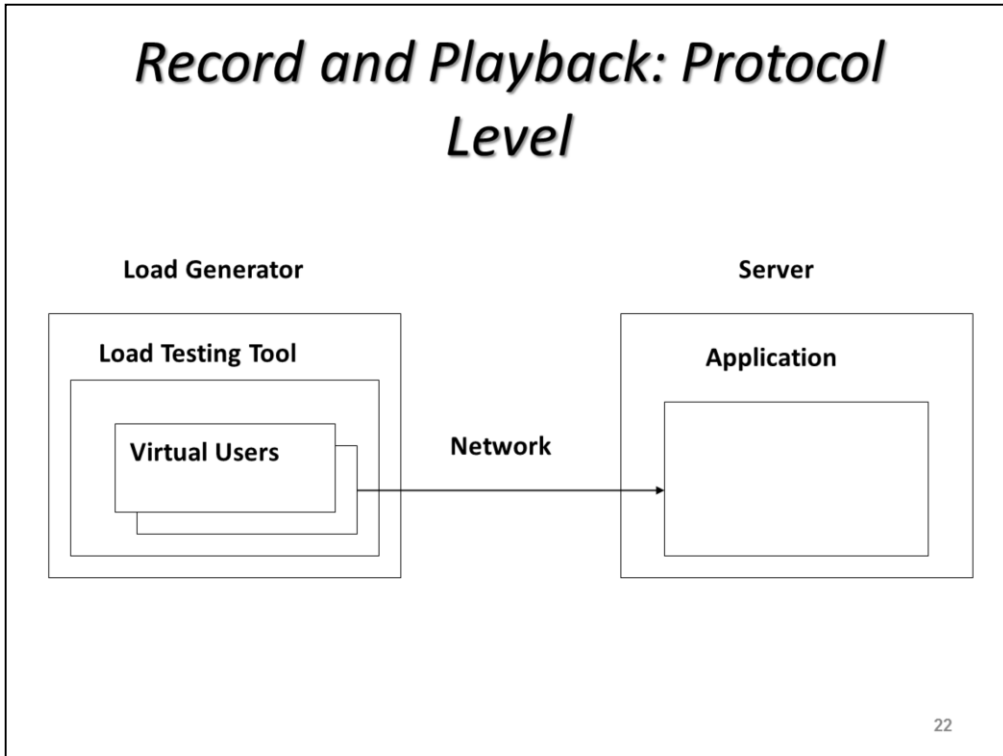 Record and Playback: Protocol
Level
Load Generator
Server
Load Testing Tool
Application
Virtual Users
Network
22